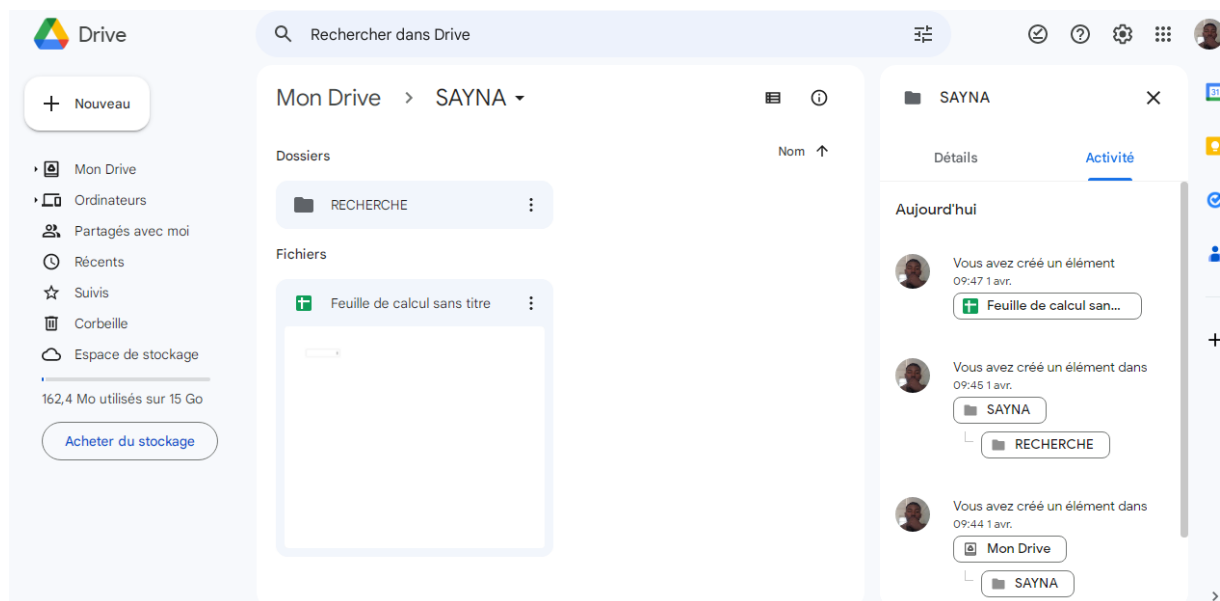 Drive
Rechercher dans Drive
Nouveau
Mon Drive
Ordinateurs
Partagés avec moi
Récents
Suivis
Corbeille
Espace de stockage
162,4 Mo utilisés sur 15 Go
Acheter du stockage
Mon Drive > SAYNA
Nom
Dossiers
RECHERCHE
Fichiers
Feuille de calcul sans titre
SAYNA
Détails Activité
Aujourd'hui
Vous avez créé un élément
09:47 1 avr.
Feuille de calcul san...
Vous avez créé un élément dans
09:45 1 avr.
SAYNA
RECHERCHE
Vous avez créé un élément dans
09:44 1 avr.
Mon Drive
SAYNA
31